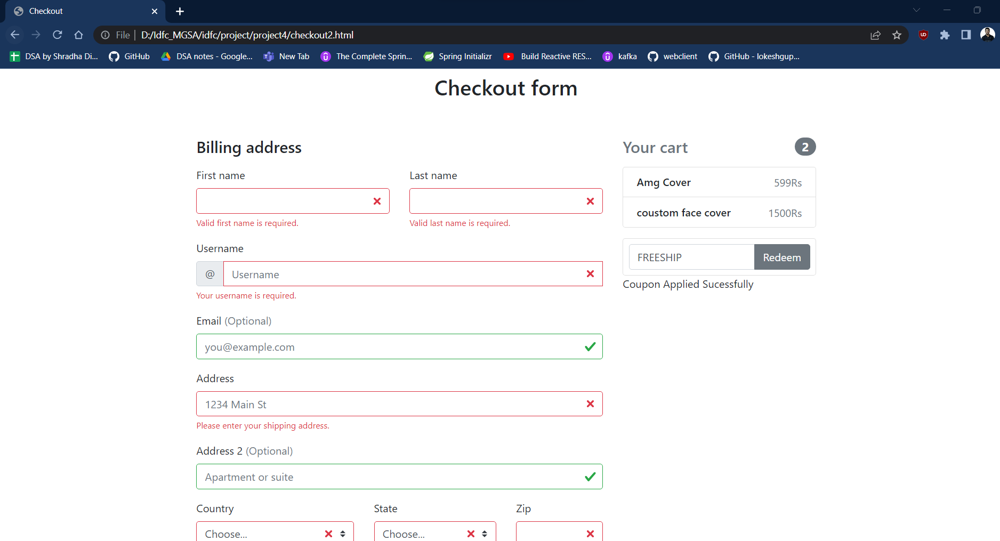 Checkout
File | D:/Idfc_MGSA/idfc/project/project4/checkout2.html
DSA by Shradha Di... GitHub DSA notes - Google... New Tab The Complete Sprin... Spring Initializr Build Reactive RES... kafka webclient GitHub - lokeshgup...
Checkout form
Billing address
First name Last name
Valid first name is required. Valid last name is required.
Username
@ Username
Your username is required.
Email (Optional)
you@example.com
Address
1234 Main St
Please enter your shipping address.
Address 2 (Optional)
Apartment or suite
Country State Zip
Choose... Choose...
Your cart 2
Amg Cover 599Rs
coustom face cover 1500Rs
FREESHIP Redeem
Coupon Applied Sucessfully